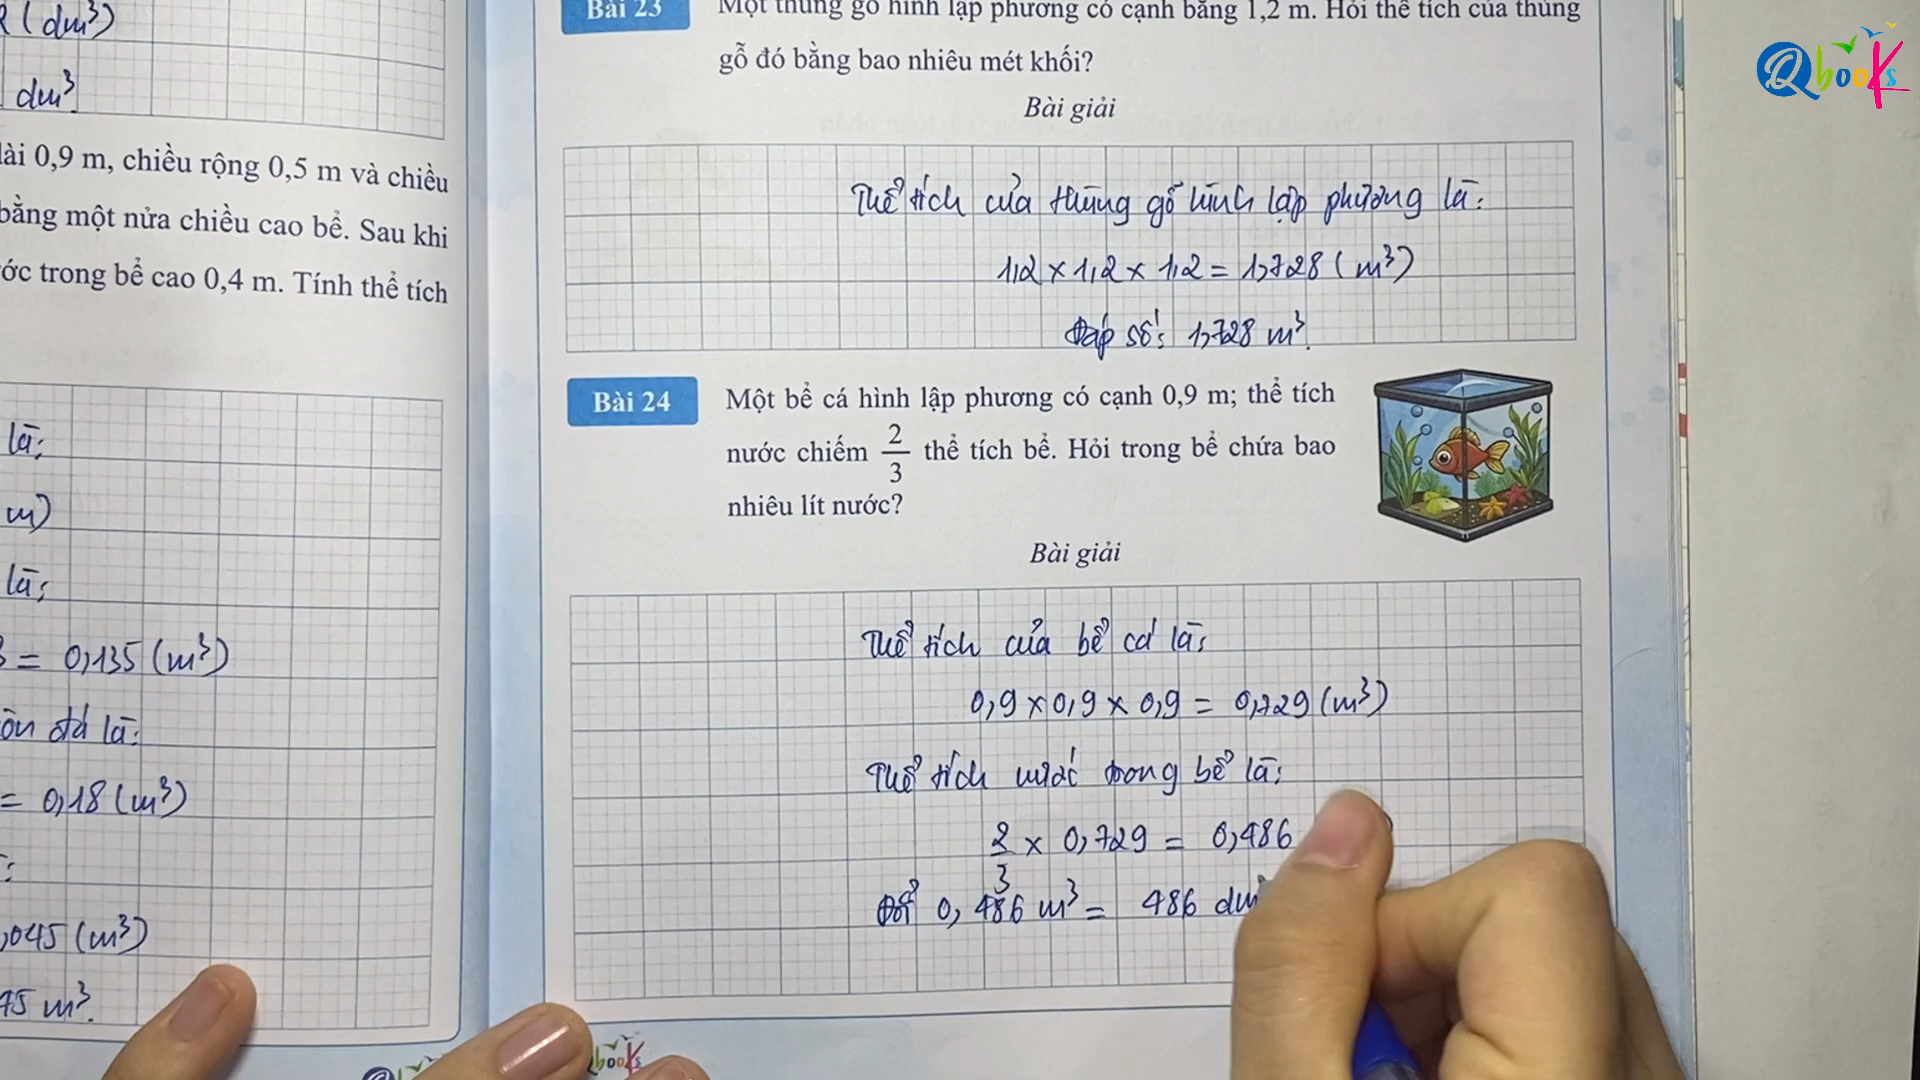 (dm³)
dm³
dài 0,9 m, chiều rộng 0,5 m và chiều
bằng một nửa chiều cao bể. Sau khi
ớc trong bể cao 0,4 m. Tính thể tích
là:
m)
là:
= 0,135 (m³)
òn đá là:
= 0,18 (m³)
,045 (m³)
45 m³.
Bài 23
Một thùng gỗ hình lập phương có cạnh bằng 1,2 m. Hỏi thể tích của thùng
gỗ đó bằng bao nhiêu mét khối?
Bài giải
Thể tích của thùng gỗ hình lập phương là:
1,2 × 1,2 × 1,2 = 1,728 (m³)
Đáp số: 1,728 m³.
Bài 24
Một bể cá hình lập phương có cạnh 0,9 m; thể tích
nước chiếm 2/3 thể tích bể. Hỏi trong bể chứa bao
nhiêu lít nước?
Bài giải
Thể tích của bể cá là:
0,9 × 0,9 × 0,9 = 0,729 (m³)
Thể tích nước trong bể là:
2/3 × 0,729 = 0,486
Đổi 0,486 m³ = 486 dm
Qbooks
books